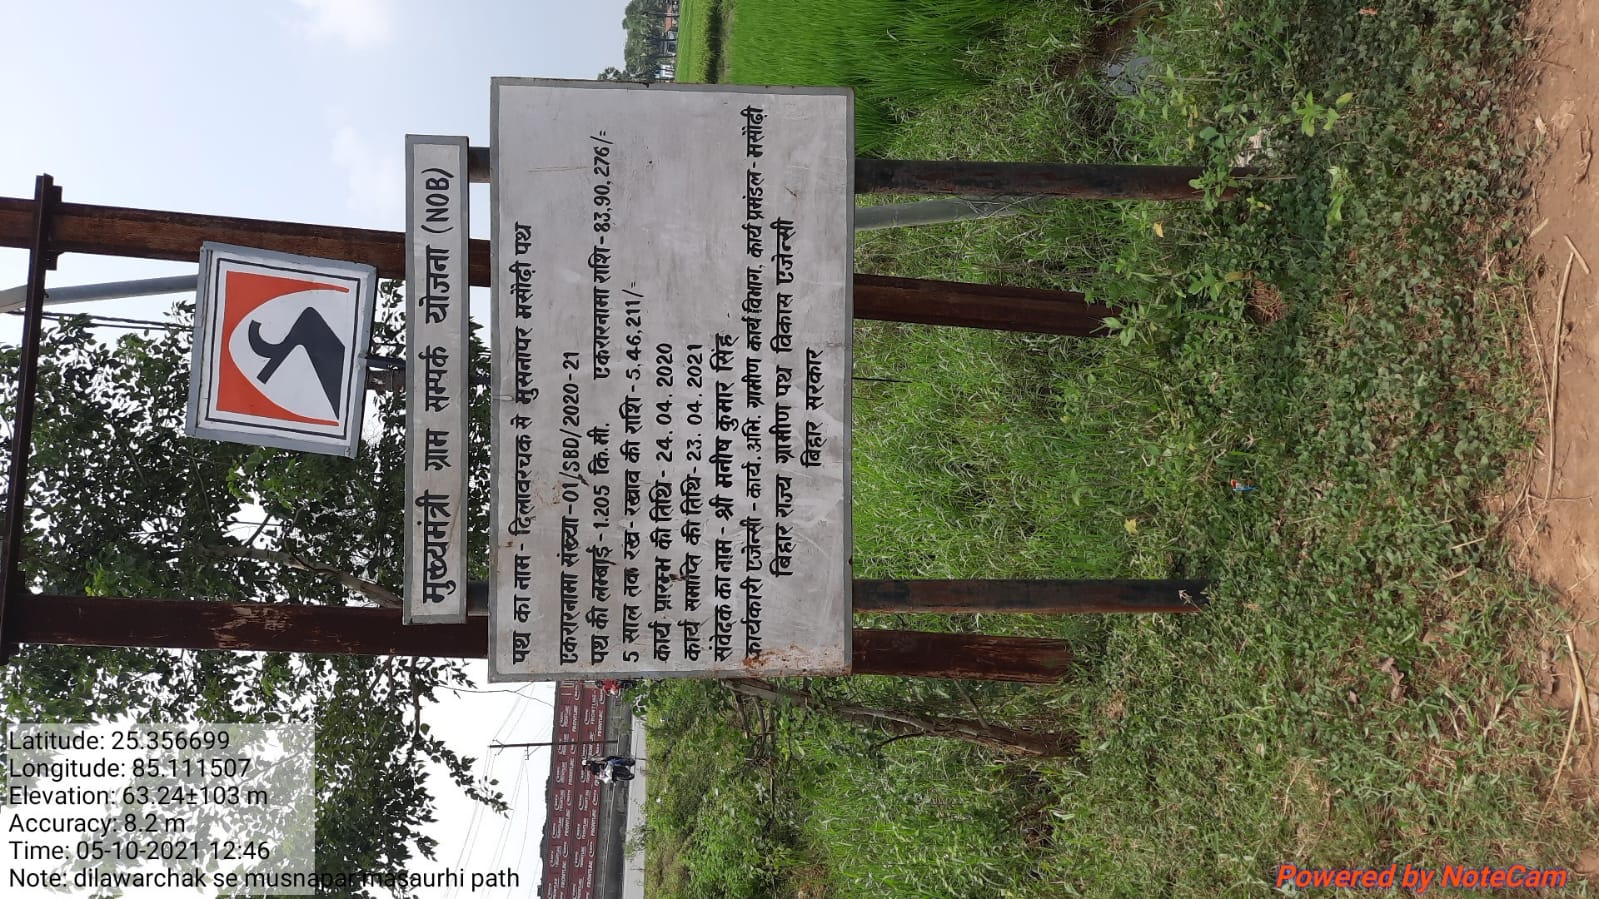 मुख्यमंत्री ग्राम सम्पर्क योजना (NDB)
पथ का नाम - दिलावरचक से मुसनापर मसौढ़ी पथ
एकरारनामा संख्या - 01/SBD/2020-21
पथ की लम्बाई - 1.205 कि.मी. एकरारनामा राशि - 83,90,276/=
5 साल तक रख - रखाव की राशि - 5,46,211/=
कार्य प्रारम्भ की तिथि - 24.04.2020
कार्य समाप्ति की तिथि - 23.04.2021
संवेदक का नाम - श्री मनीष कुमार सिंह
कार्यकारी एजेन्सी - कार्य. अभि. ग्रामीण कार्य विभाग, कार्य प्रमंडल - मसौढ़ी
बिहार राज्य ग्रामीण पथ विकास एजेन्सी
बिहार सरकार
FRONTLINE
Latitude: 25.356699
Longitude: 85.111507
Elevation: 63.24±103 m
Accuracy: 8.2 m
Time: 05-10-2021 12:46
Note: dilawarchak se musnapar masaurhi path
Powered by NoteCam